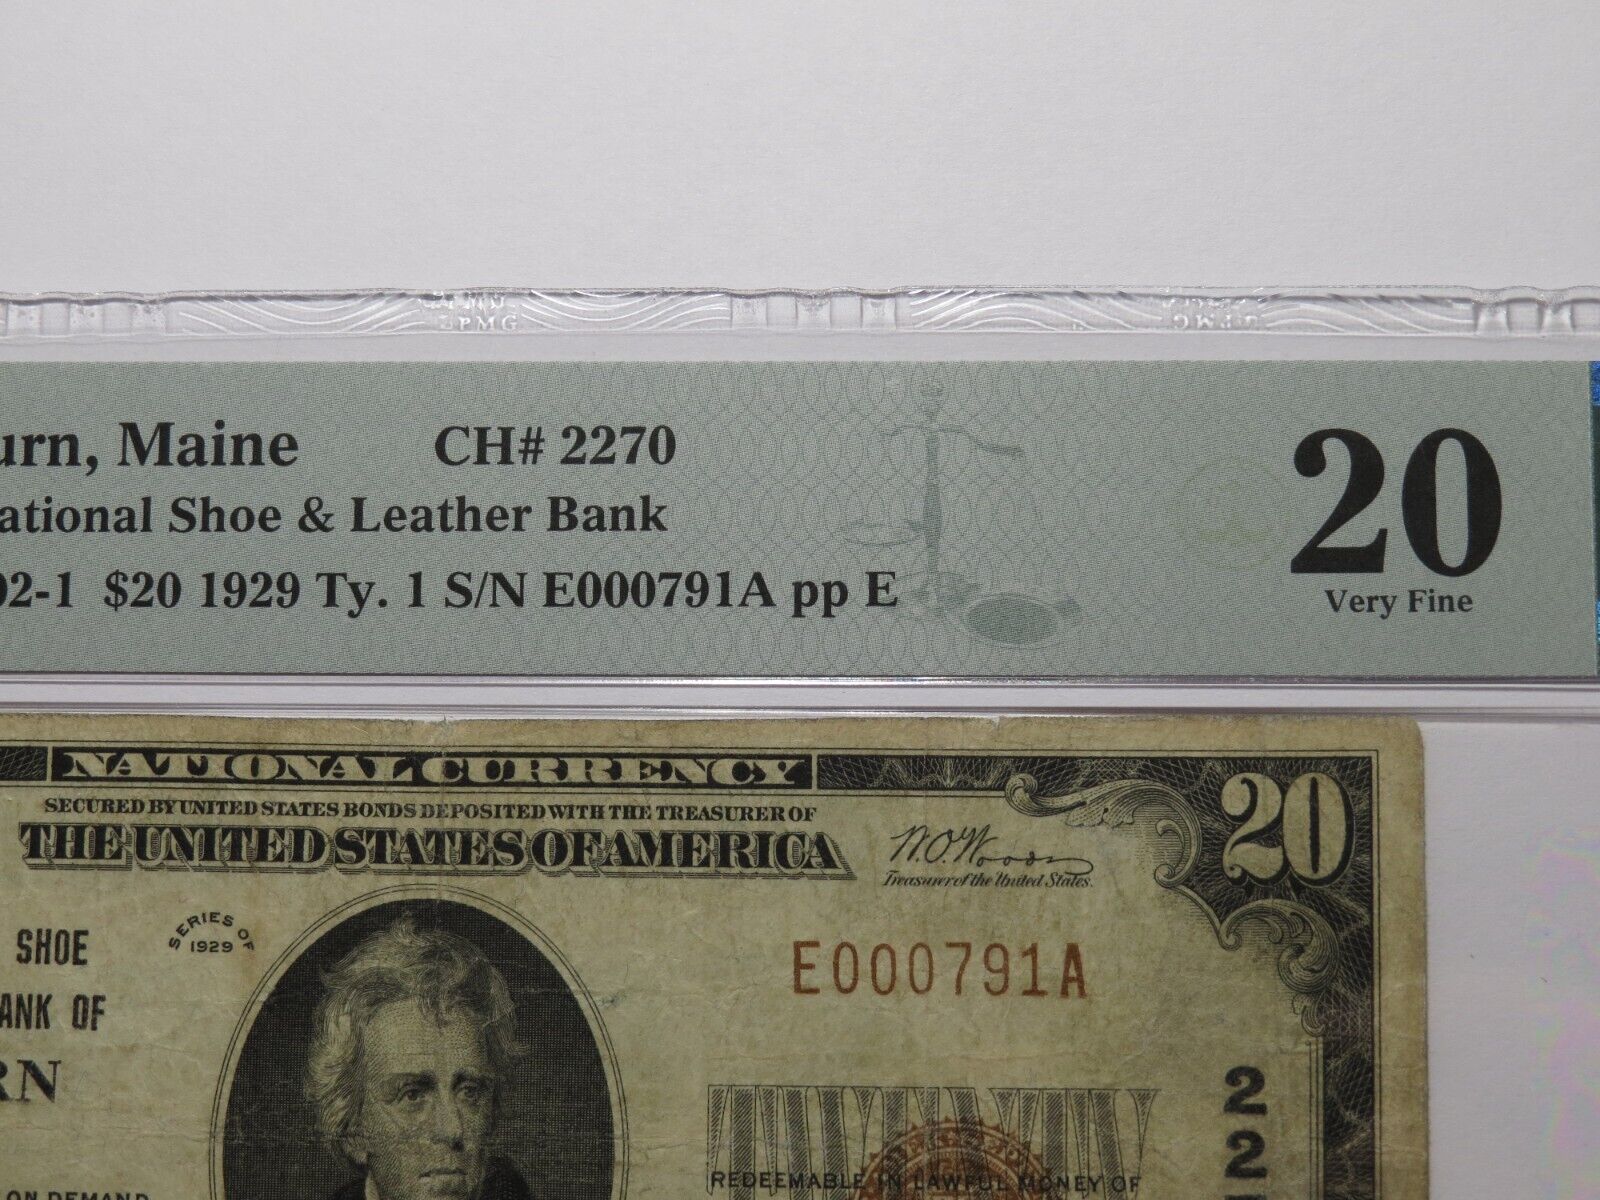 PMG
PMG
urn, Maine CH# 2270 20
ational Shoe & Leather Bank
02-1 $20 1929 Ty. 1 S/N E000791A pp E Very Fine
NATIONAL CURRENCY
SECURED BY UNITED STATES BONDS DEPOSITED WITH THE TREASURER OF
THE UNITED STATES OF AMERICA
W.O. Woods
Treasurer of the United States.
20
SHOE
SERIES OF
1929
E000791A
ANK OF
RN
22
TWENTY
REDEEMABLE IN LAWFUL MONEY OF
ON DEMAND